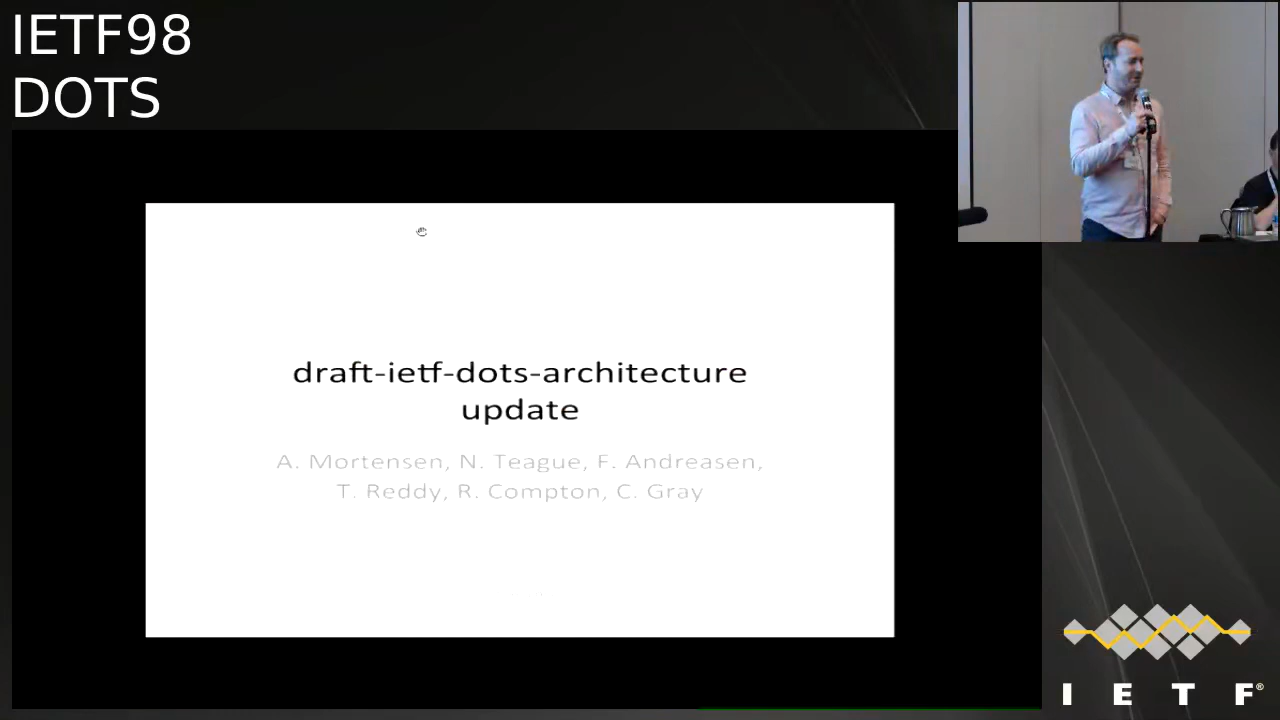 IETF98
DOTS
draft-ietf-dots-architecture
update
A. Mortensen, N. Teague, F. Andreasen,
T. Reddy, R. Compton, C. Gray
I E T F®